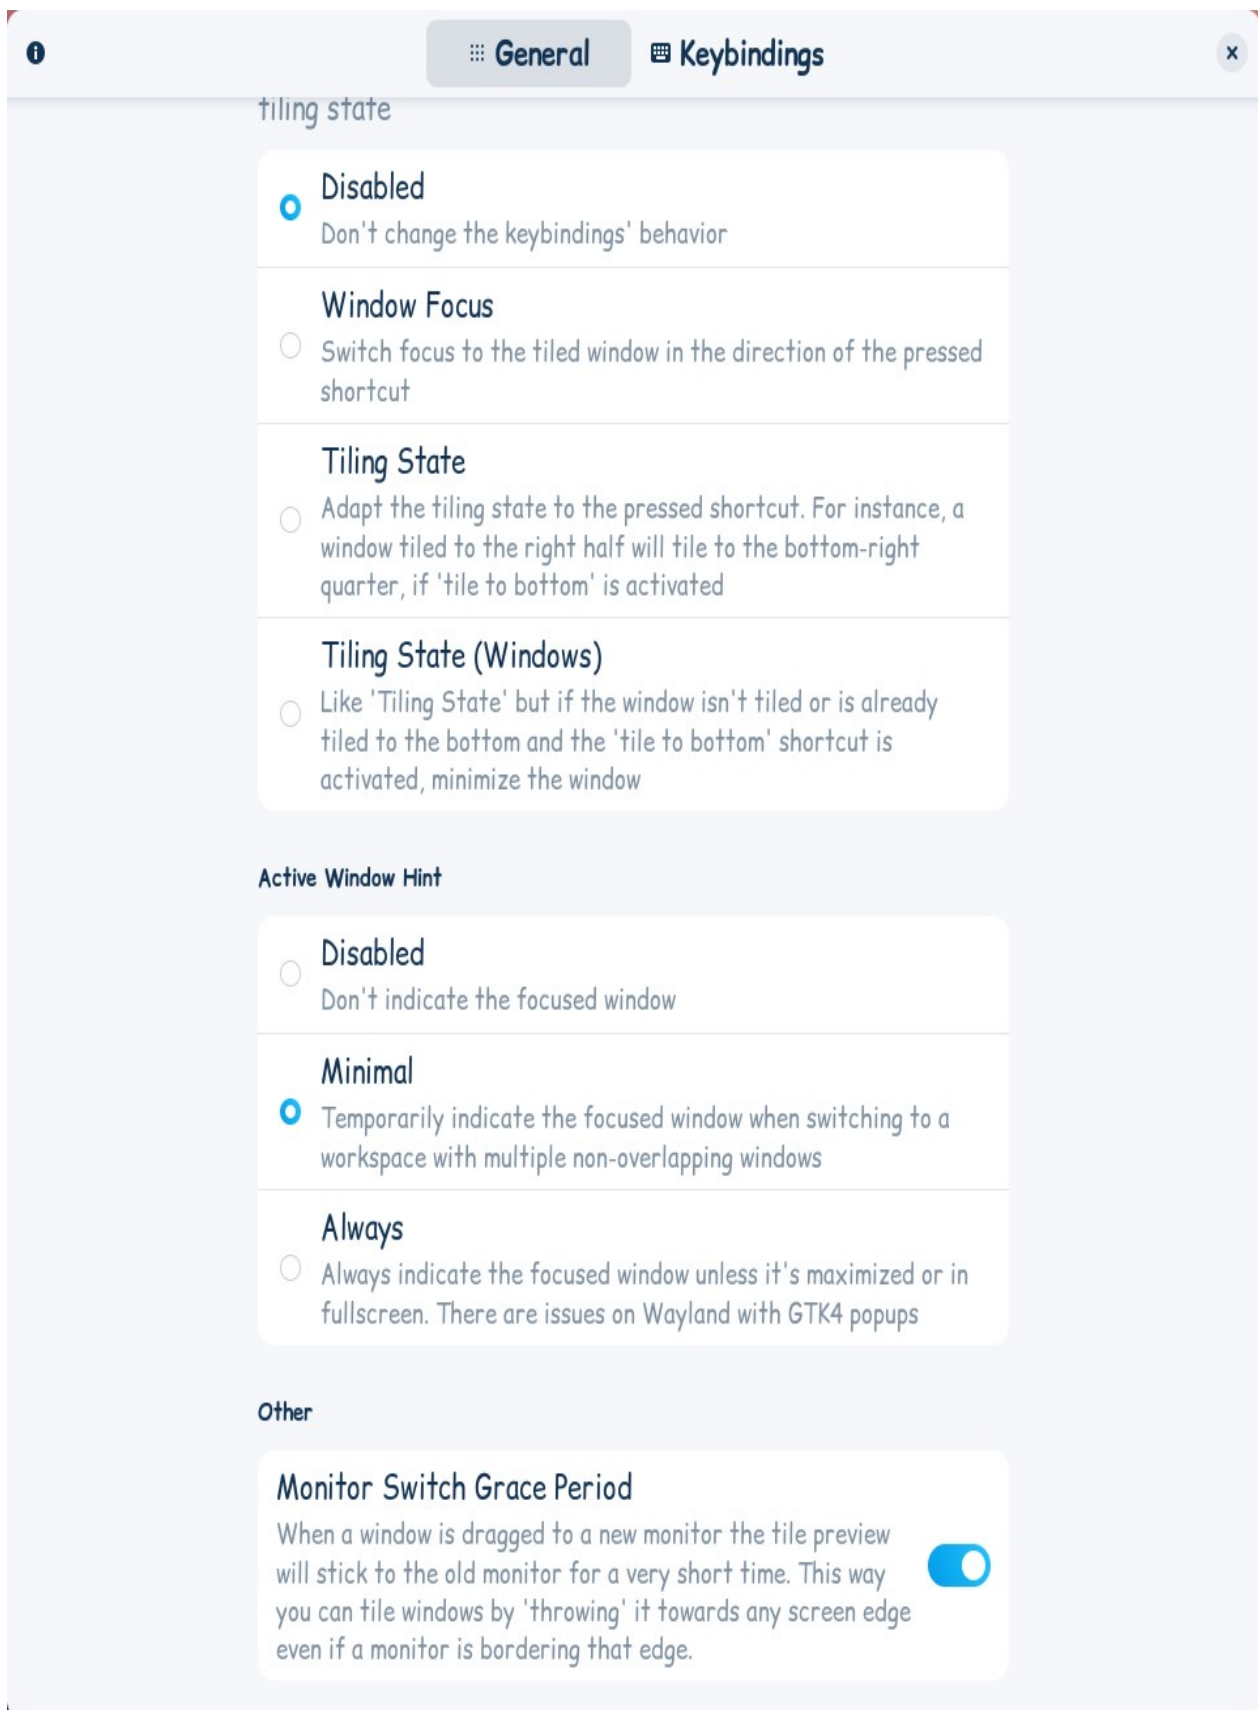 General
Keybindings
tiling state
Disabled
Don't change the keybindings' behavior
Window Focus
Switch focus to the tiled window in the direction of the pressed
shortcut
Tiling State
Adapt the tiling state to the pressed shortcut. For instance, a
window tiled to the right half will tile to the bottom-right
quarter, if 'tile to bottom' is activated
Tiling State (Windows)
Like 'Tiling State' but if the window isn't tiled or is already
tiled to the bottom and the 'tile to bottom' shortcut is
activated, minimize the window
Active Window Hint
Disabled
Don't indicate the focused window
Minimal
Temporarily indicate the focused window when switching to a
workspace with multiple non-overlapping windows
Always
Always indicate the focused window unless it's maximized or in
fullscreen. There are issues on Wayland with GTK4 popups
Other
Monitor Switch Grace Period
When a window is dragged to a new monitor the tile preview
will stick to the old monitor for a very short time. This way
you can tile windows by 'throwing' it towards any screen edge
even if a monitor is bordering that edge.